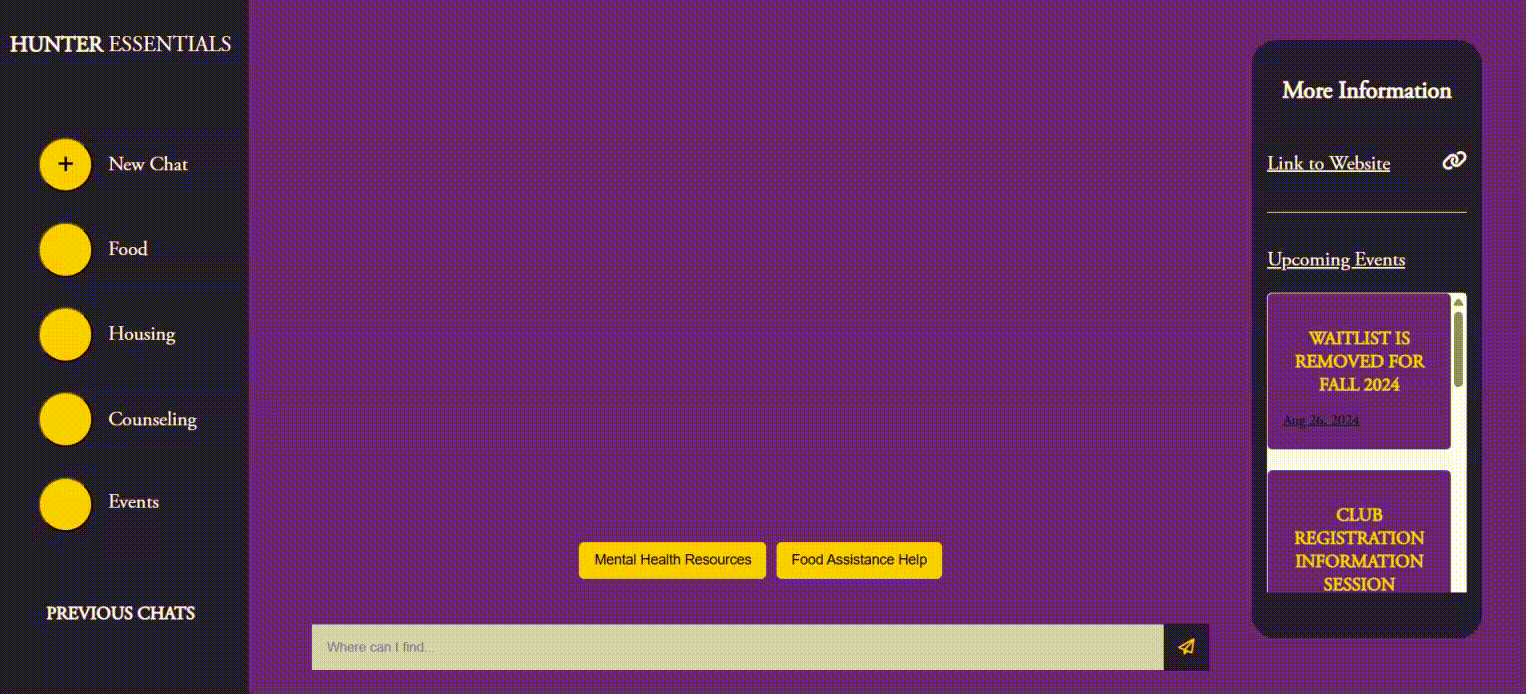 HUNTER ESSENTIALS
New Chat
Food
Housing
Counseling
Events
PREVIOUS CHATS
Mental Health Resources
Food Assistance Help
Where can I find...
More Information
Link to Website
Upcoming Events
WAITLIST IS
REMOVED FOR
FALL 2024
Aug 26, 2024
CLUB
REGISTRATION
INFORMATION
SESSION